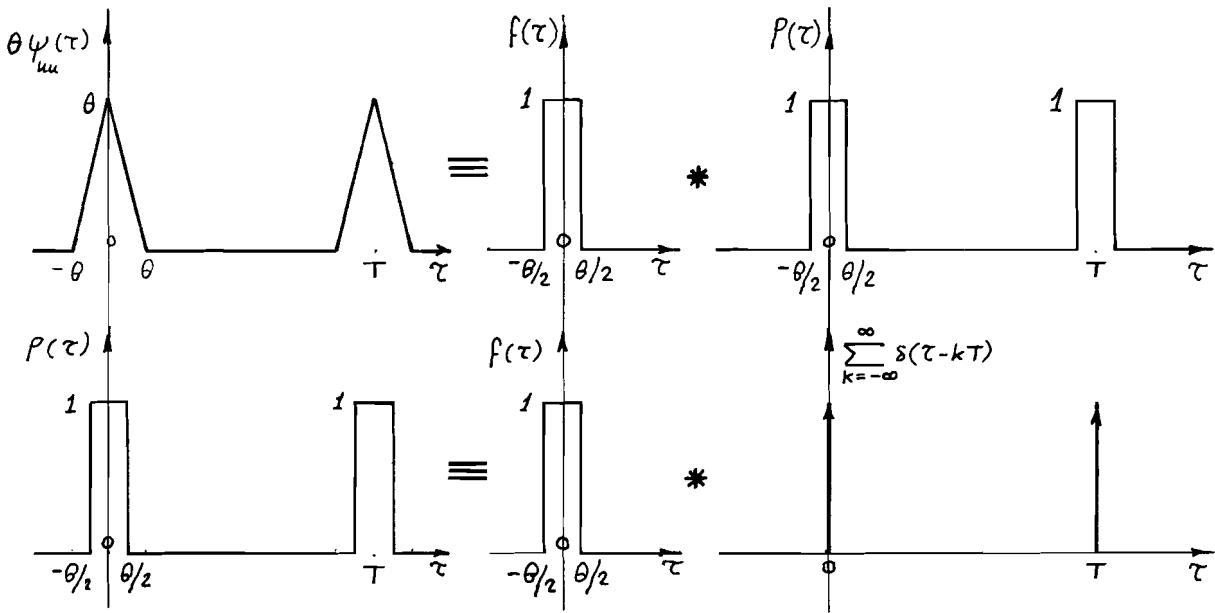 θψuu(τ) f(τ) P(τ)
θ 1 1 1
≡ *
0 0 0
-θ θ T τ -θ/2 θ/2 τ -θ/2 θ/2 T τ
P(τ) f(τ) ∑ k=-∞ ∞ δ(τ-kT)
1 1 1
≡ *
0 0
-θ/2 θ/2 T τ -θ/2 θ/2 τ 0 T τ